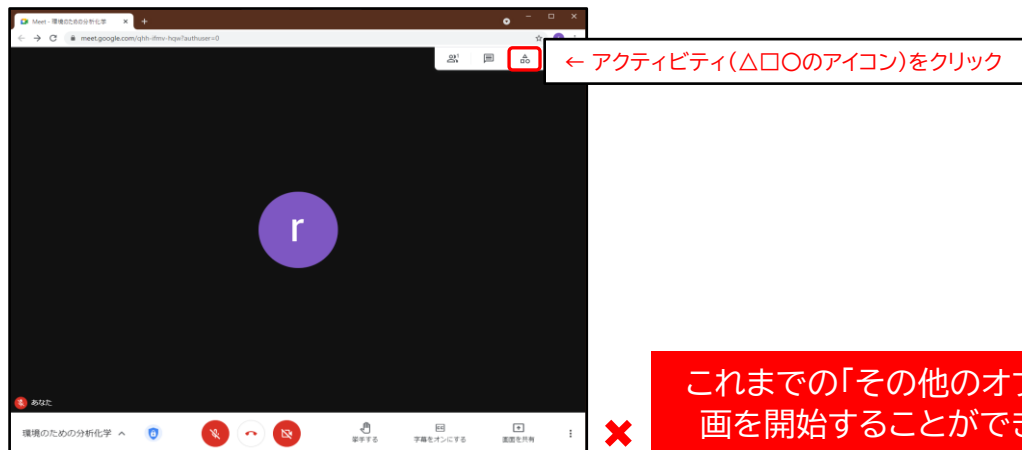 Meet - 環境のための分析化学
meet.google.com/qhh-ifmv-hqw?authuser=0
← アクティビティ(△□〇のアイコン)をクリック
r
あなた
環境のための分析化学
挙手する
字幕をオンにする
画面を共有
これまでの「その他のオプ
画を開始することができ